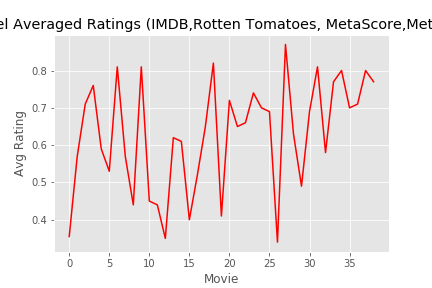 el Averaged Ratings (IMDB,Rotten Tomatoes, MetaScore,Met
0.8
0.7
0.6
0.5
0.4
Avg Rating
0 5 10 15 20 25 30 35
Movie